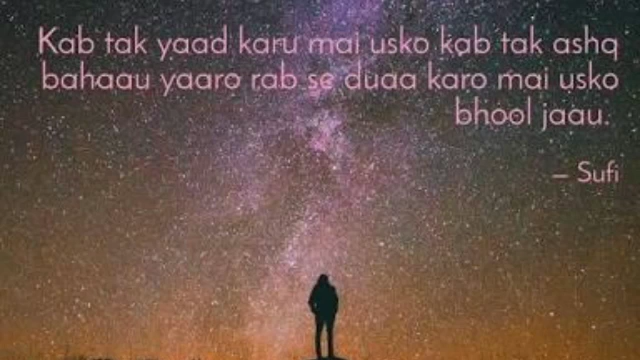 Kab tak yaad karu mai usko kab tak ashq
bahaau yaaro rab se duaa karo mai usko
bhool jaau.
– Sufi